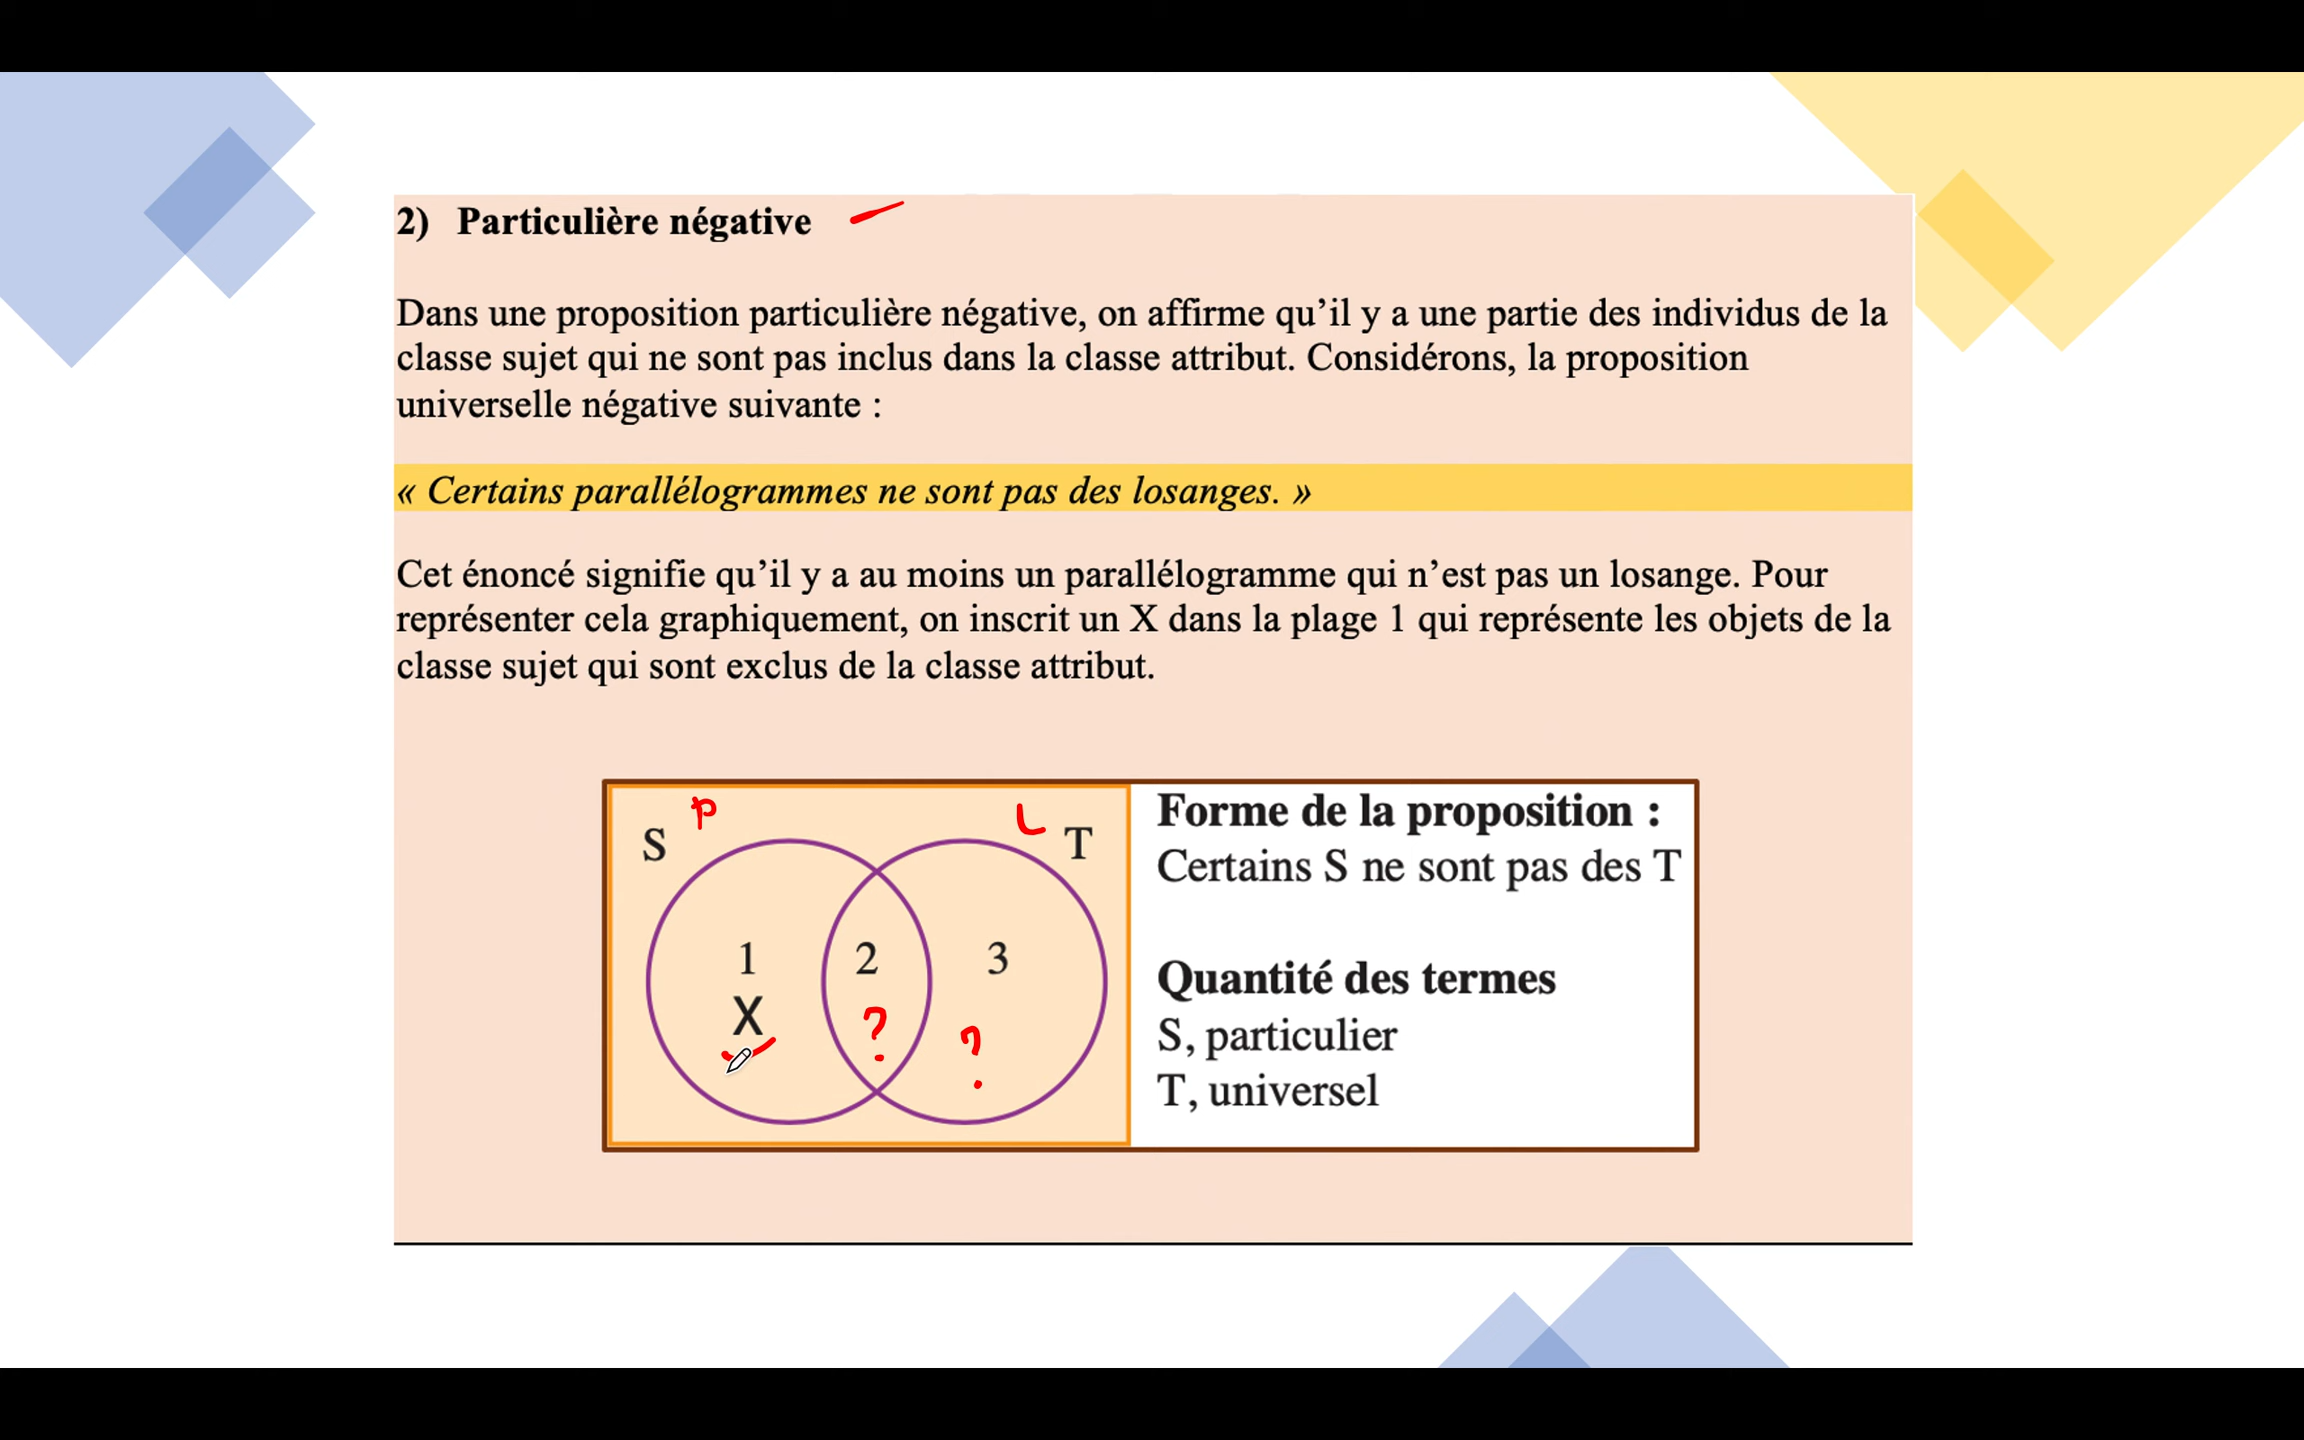 2) Particulière négative
Dans une proposition particulière négative, on affirme qu’il y a une partie des individus de la
classe sujet qui ne sont pas inclus dans la classe attribut. Considérons, la proposition
universelle négative suivante :
« Certains parallélogrammes ne sont pas des losanges. »
Cet énoncé signifie qu’il y a au moins un parallélogramme qui n’est pas un losange. Pour
représenter cela graphiquement, on inscrit un X dans la plage 1 qui représente les objets de la
classe sujet qui sont exclus de la classe attribut.
S P L T
1 2 3
X ? ?
Forme de la proposition :
Certains S ne sont pas des T
Quantité des termes
S, particulier
T, universel